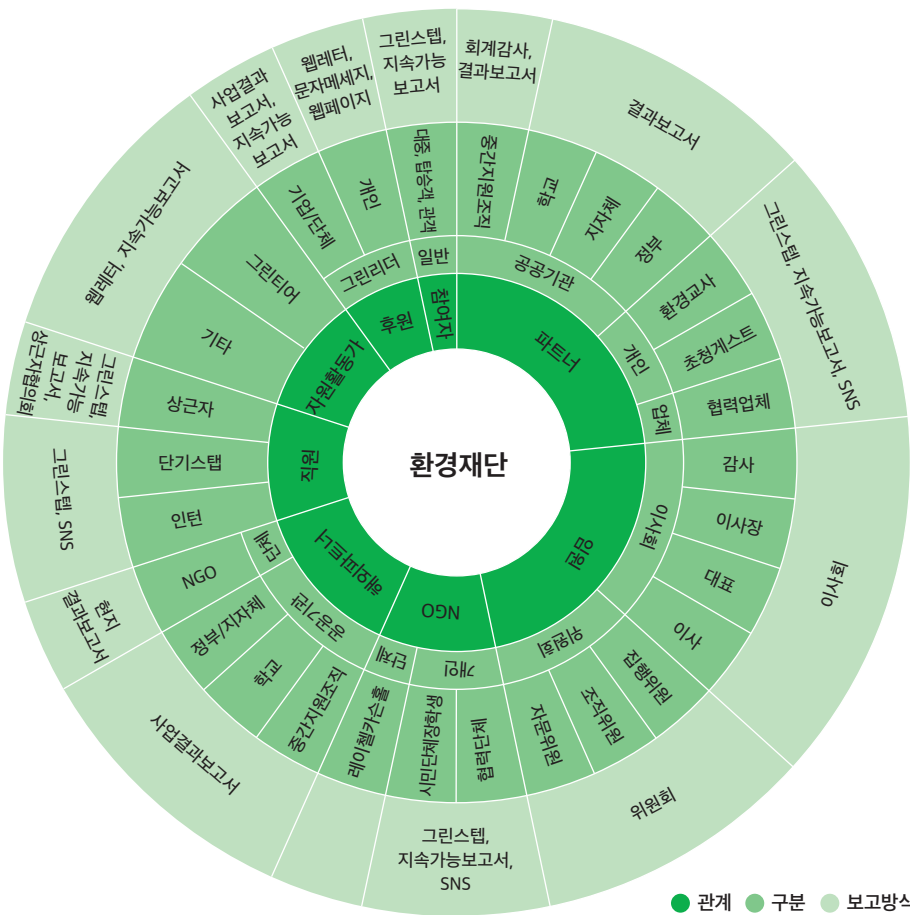 환경재단
파트너
임원
NGO
해외파트너
직원
자원활동가
후원
참여자
공공기관
개인
업체
이사회
위원회
개인
단체
공공기관
단체
그린리더
일반
중간지원조직
학교
지자체
정부
환경교사
초청게스트
협력업체
감사
이사장
대표
이사
집행위원
조직위원
자문위원
협력단체
시민단체장학생
레이첼카슨홀
중간지원조직
학교
정부/지자체
NGO
인턴
단기스탭
상근자
기타
그린티어
기업/단체
개인
대중, 탑승객, 관객
회계감사,
결과보고서
결과보고서
그린스텝, 지속가능보고서, SNS
이사회
위원회
그린스텝,
지속가능보고서,
SNS
사업결과보고서
현지
결과보고서
그린스텝, SNS
그린스텝,
지속가능
보고서,
상근자협의회
웹레터, 지속가능보고서
사업결과
보고서,
지속가능
보고서
웹레터,
문자메세지,
웹페이지
그린스텝,
지속가능
보고서
관계
구분
보고방식